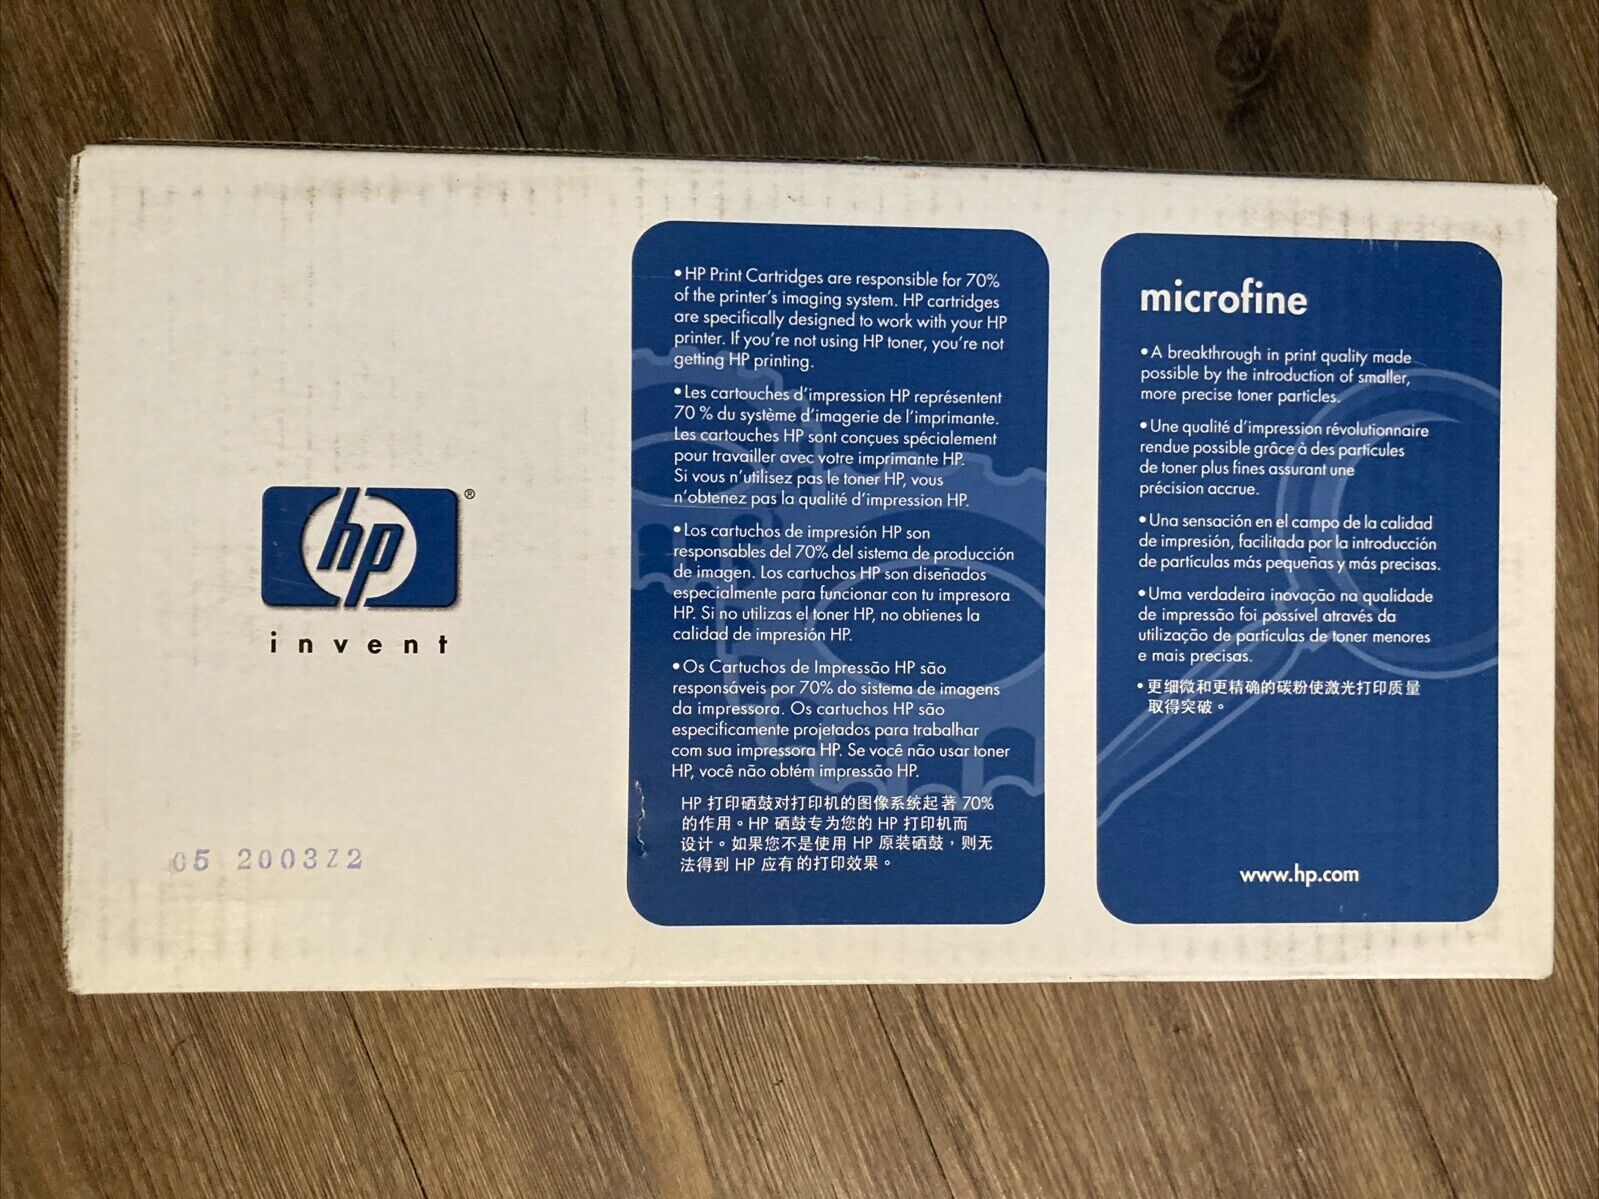 hp®
invent
05 2003Z2
•HP Print Cartridges are responsible for 70%
of the printer's imaging system. HP cartridges
are specifically designed to work with your HP
printer. If you're not using HP toner, you're not
getting HP printing.
•Les cartouches d'impression HP représentent
70 % du système d'imagerie de l'imprimante.
Les cartouches HP sont conçues spécialement
pour travailler avec votre imprimante HP.
Si vous n'utilisez pas le toner HP, vous
n'obtenez pas la qualité d'impression HP.
•Los cartuchos de impresión HP son
responsables del 70% del sistema de producción
de imagen. Los cartuchos HP son diseñados
especialmente para funcionar con tu impresora
HP. Si no utilizas el toner HP, no obtienes la
calidad de impresión HP.
•Os Cartuchos de Impressão HP são
responsáveis por 70% do sistema de imagens
da impressora. Os cartuchos HP são
especificamente projetados para trabalhar
com sua impressora HP. Se você não usar toner
HP, você não obtém impressão HP.
HP 打印硒鼓对打印机的图像系统起著 70%
的作用。HP 硒鼓专为您的 HP 打印机而
设计。如果您不是使用 HP 原装硒鼓，则无
法得到 HP 应有的打印效果。
microfine
•A breakthrough in print quality made
possible by the introduction of smaller,
more precise toner particles.
•Une qualité d'impression révolutionnaire
rendue possible grâce à des particules
de toner plus fines assurant une
précision accrue.
•Una sensación en el campo de la calidad
de impresión, facilitada por la introducción
de partículas más pequeñas y más precisas.
•Uma verdadeira inovação na qualidade
de impressão foi possível através da
utilização de partículas de toner menores
e mais precisas.
•更细微和更精确的碳粉使激光打印质量
取得突破。
www.hp.com